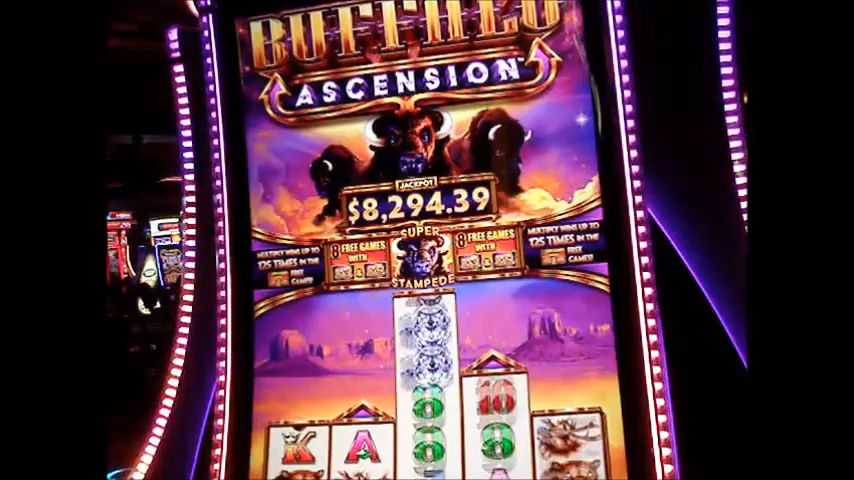 BUFFALO
ASCENSION™
JACKPOT
$8,294.39
MULTIPLY WINS UP TO
125 TIMES IN THE
FREE
GAMES!
8 FREE GAMES
WITH
&
SUPER
STAMPEDE
8 FREE GAMES
WITH
&
MULTIPLY WINS UP TO
125 TIMES IN THE
FREE
GAMES!
K
A
10